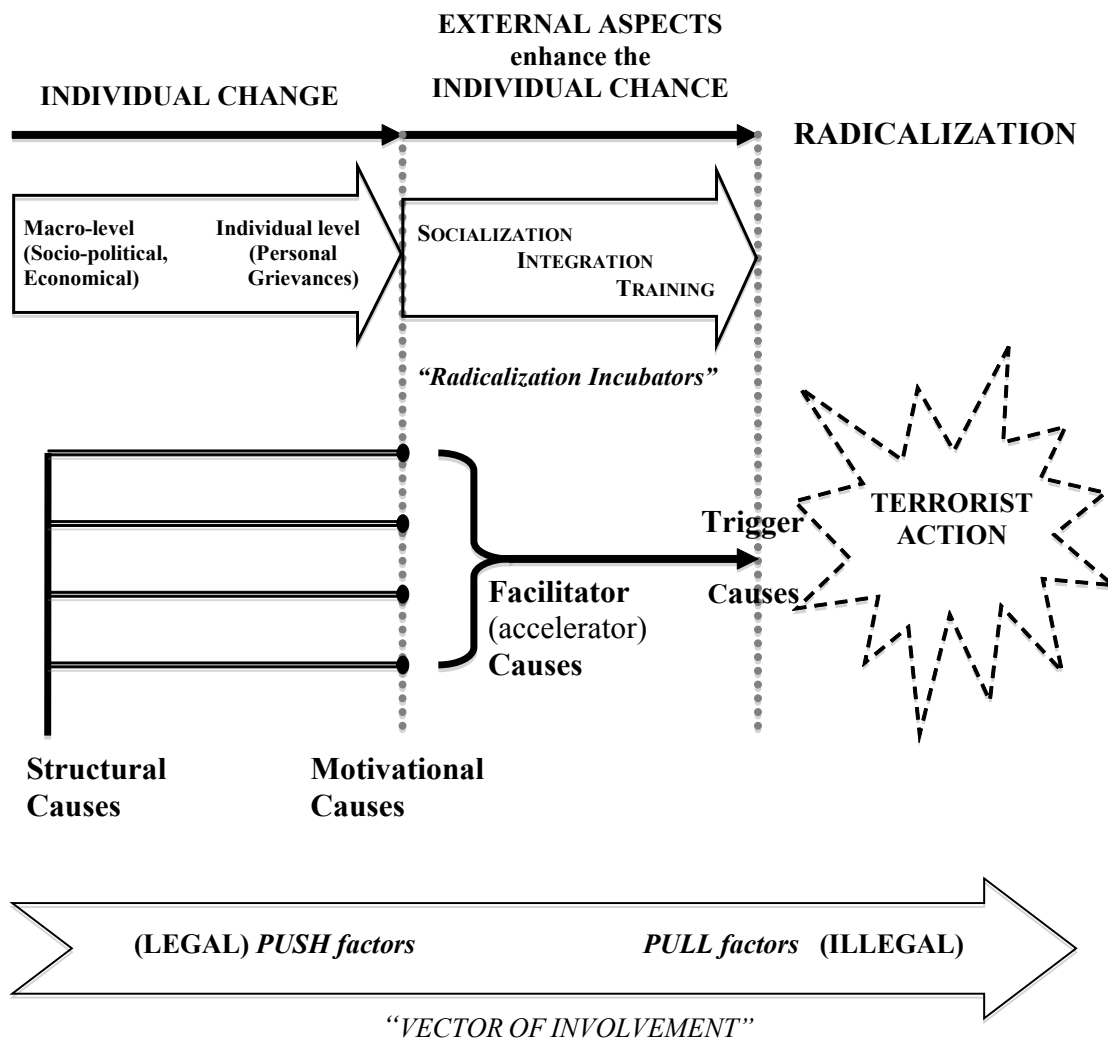 INDIVIDUAL CHANGE
EXTERNAL ASPECTS
enhance the
INDIVIDUAL CHANCE
RADICALIZATION
Macro-level
(Socio-political,
Economical)
Individual level
(Personal
Grievances)
SOCIALIZATION
INTEGRATION
TRAINING
“Radicalization Incubators”
Trigger
Causes
TERRORIST
ACTION
Facilitator
(accelerator)
Causes
Structural
Causes
Motivational
Causes
(LEGAL) PUSH factors
PULL factors (ILLEGAL)
“VECTOR OF INVOLVEMENT”